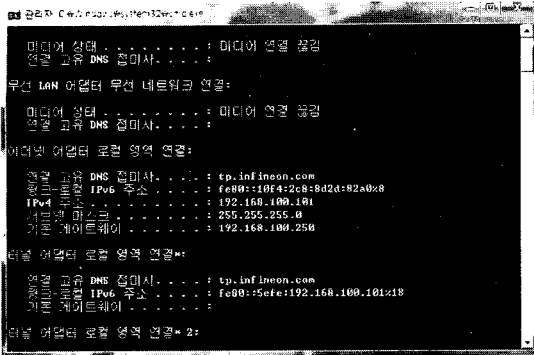 관리자: C:\Windows\system32\cmd.exe
미디어 상태 . . . . . . . . : 미디어 연결 끊김
연결 고유 DNS 접미사. . . . :
무선 LAN 어댑터 무선 네트워크 연결:
미디어 상태 . . . . . . . . : 미디어 연결 끊김
연결 고유 DNS 접미사. . . . :
이더넷 어댑터 로컬 영역 연결:
연결 고유 DNS 접미사. . . . : tp.infineon.com
링크-로컬 IPv6 주소 . . . . : fe80::10f4:2c8:8d2d:82a0%8
IPv4 주소 . . . . . . . . . : 192.168.100.101
서브넷 마스크 . . . . . . . : 255.255.255.0
기본 게이트웨이 . . . . . . : 192.168.100.250
터널 어댑터 로컬 영역 연결*:
연결 고유 DNS 접미사. . . . : tp.infineon.com
링크-로컬 IPv6 주소 . . . . : fe80::5efe:192.168.100.101%18
기본 게이트웨이 . . . . . . :
터널 어댑터 로컬 영역 연결* 2: